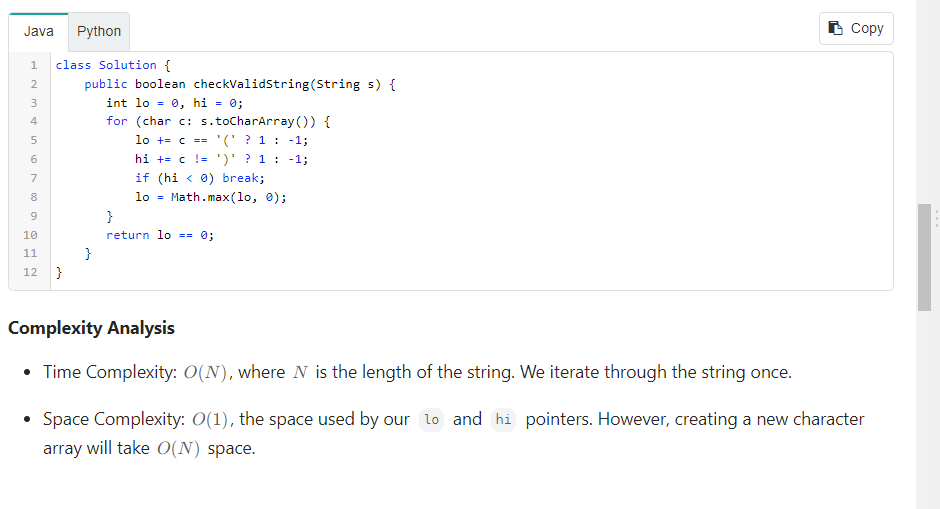 Java Python Copy
1 class Solution {
2 public boolean checkValidString(String s) {
3 int lo = 0, hi = 0;
4 for (char c: s.toCharArray()) {
5 lo += c == '(' ? 1 : -1;
6 hi += c != ')' ? 1 : -1;
7 if (hi < 0) break;
8 lo = Math.max(lo, 0);
9 }
10 return lo == 0;
11 }
12 }
Complexity Analysis
• Time Complexity: O(N), where N is the length of the string. We iterate through the string once.
• Space Complexity: O(1), the space used by our lo and hi pointers. However, creating a new character
array will take O(N) space.